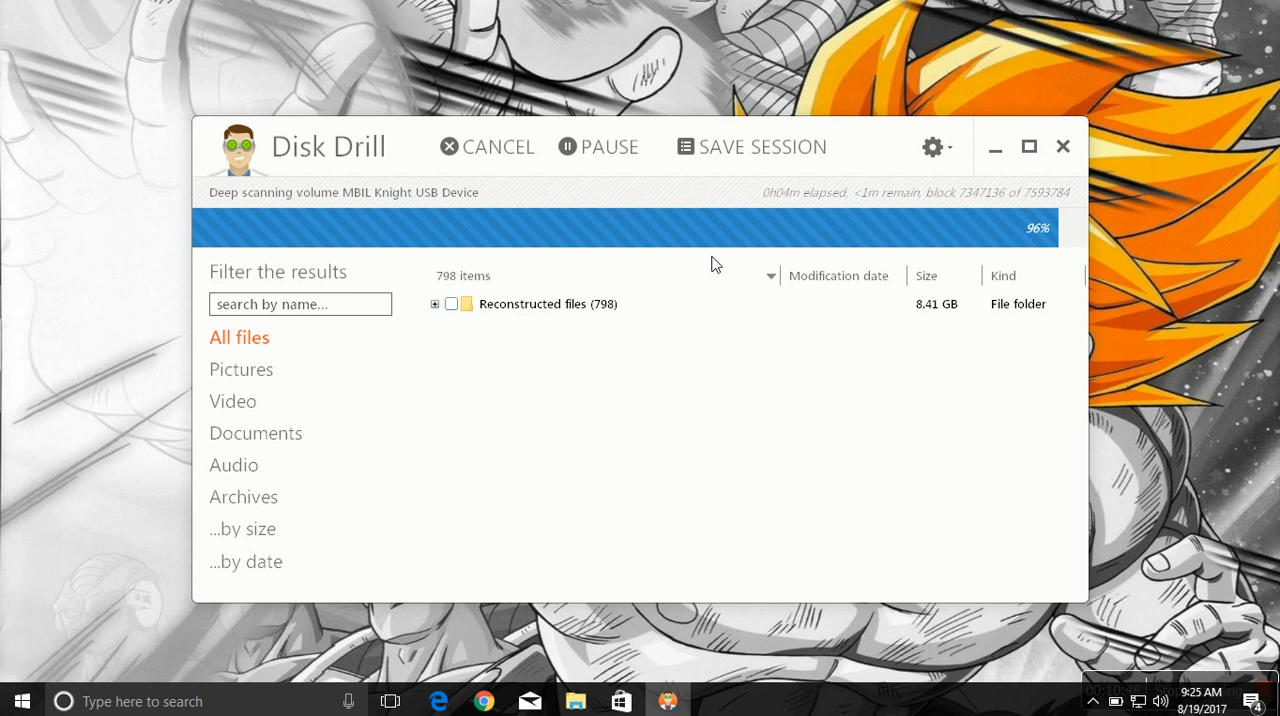 Disk Drill CANCEL PAUSE SAVE SESSION
Deep scanning volume MBIL Knight USB Device 0h04m elapsed, <1m remain, block 7347136 of 7593784
96%
Filter the results 798 items Modification date Size Kind
search by name... Reconstructed files (798) 8.41 GB File folder
All files
Pictures
Video
Documents
Audio
Archives
...by size
...by date
00:10:48
Type here to search 9:25 AM
8/19/2017 4